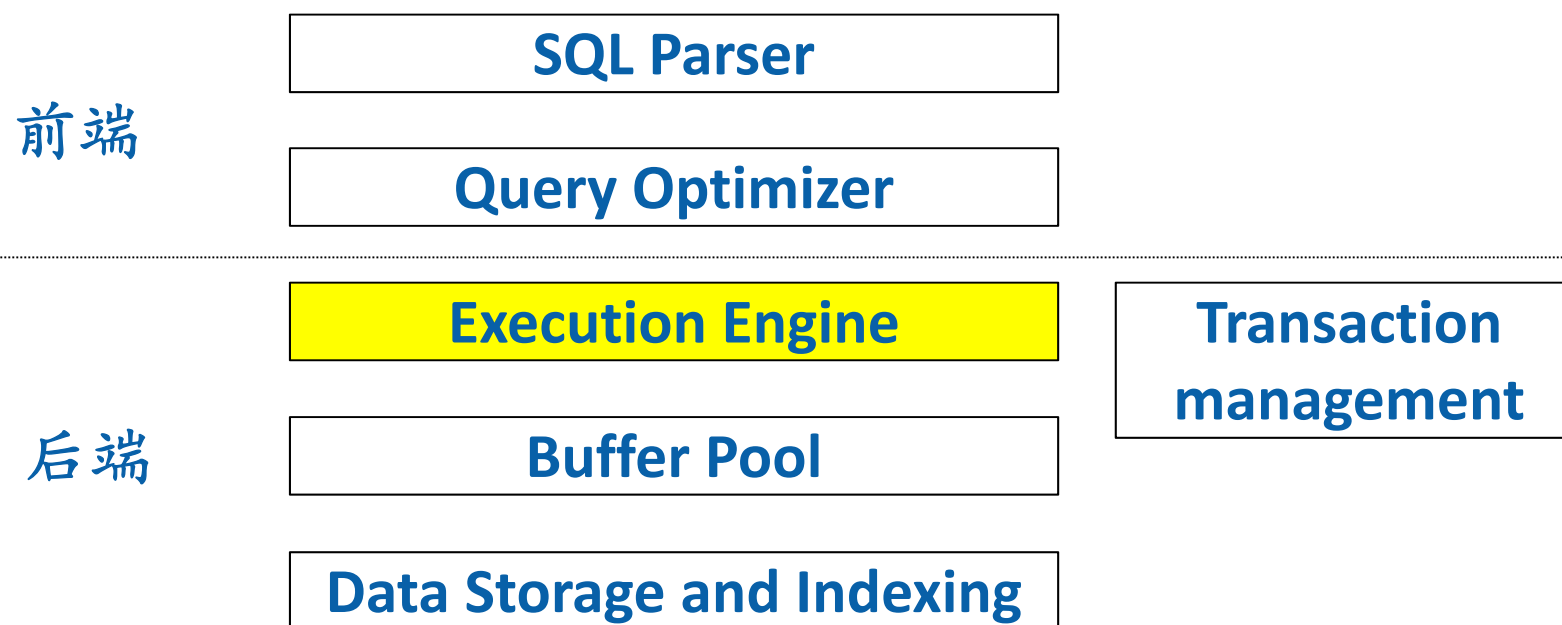 SQL Parser
前端
Query Optimizer
Execution Engine
Transaction
management
后端
Buffer Pool
Data Storage and Indexing